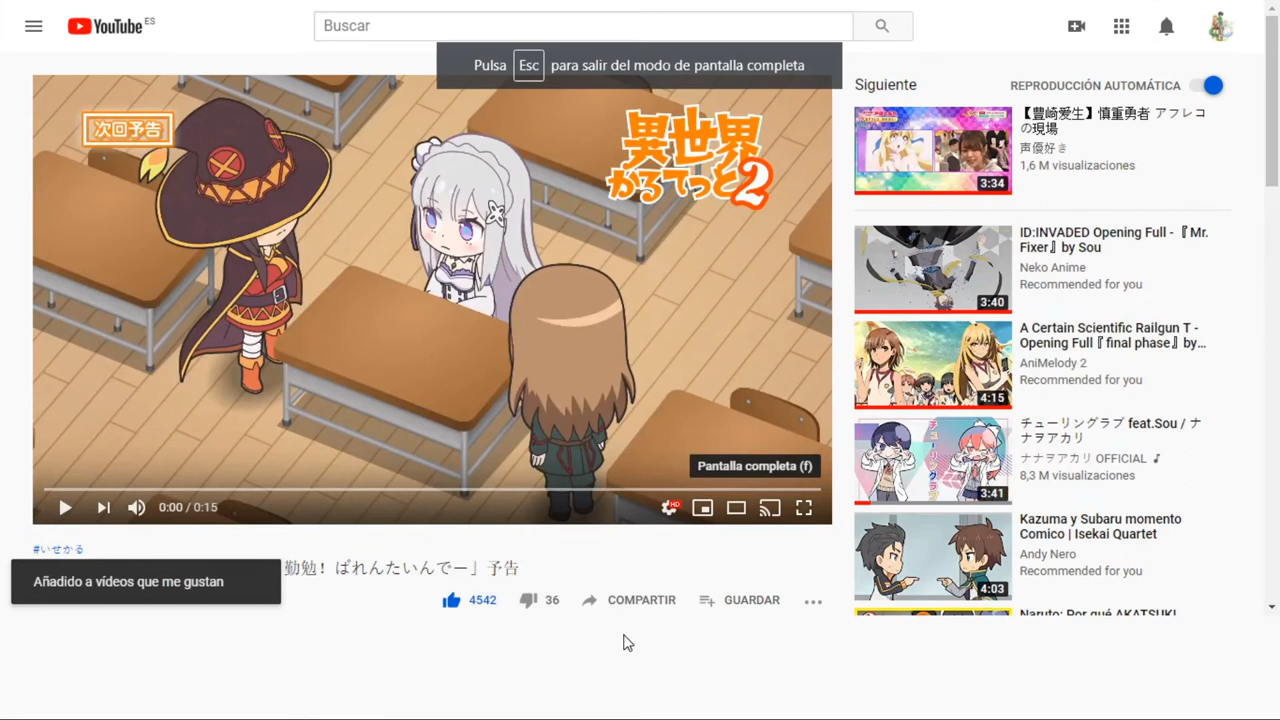 YouTube ES
Buscar
Pulsa Esc para salir del modo de pantalla completa
次回予告
異世界
かるてっと2
Pantalla completa (f)
0:00 / 0:15
HD
#いせかる
勤勉！ばれんたいんでー」予告
Añadido a vídeos que me gustan
4542
36
COMPARTIR
GUARDAR
Siguiente
REPRODUCCIÓN AUTOMÁTICA
3:34
【豊崎愛生】慎重勇者 アフレコ
の現場
声優好き
1,6 M visualizaciones
3:40
ID:INVADED Opening Full -『Mr.
Fixer』by Sou
Neko Anime
Recommended for you
4:15
A Certain Scientific Railgun T -
Opening Full『final phase』by…
AniMelody 2
Recommended for you
3:41
チューリングラブ feat.Sou / ナ
ナヲアカリ
ナナヲアカリ OFFICIAL
8,3 M visualizaciones
4:03
Kazuma y Subaru momento
Comico | Isekai Quartet
Andy Nero
Recommended for you
Naruto: Por qué AKATSUKI